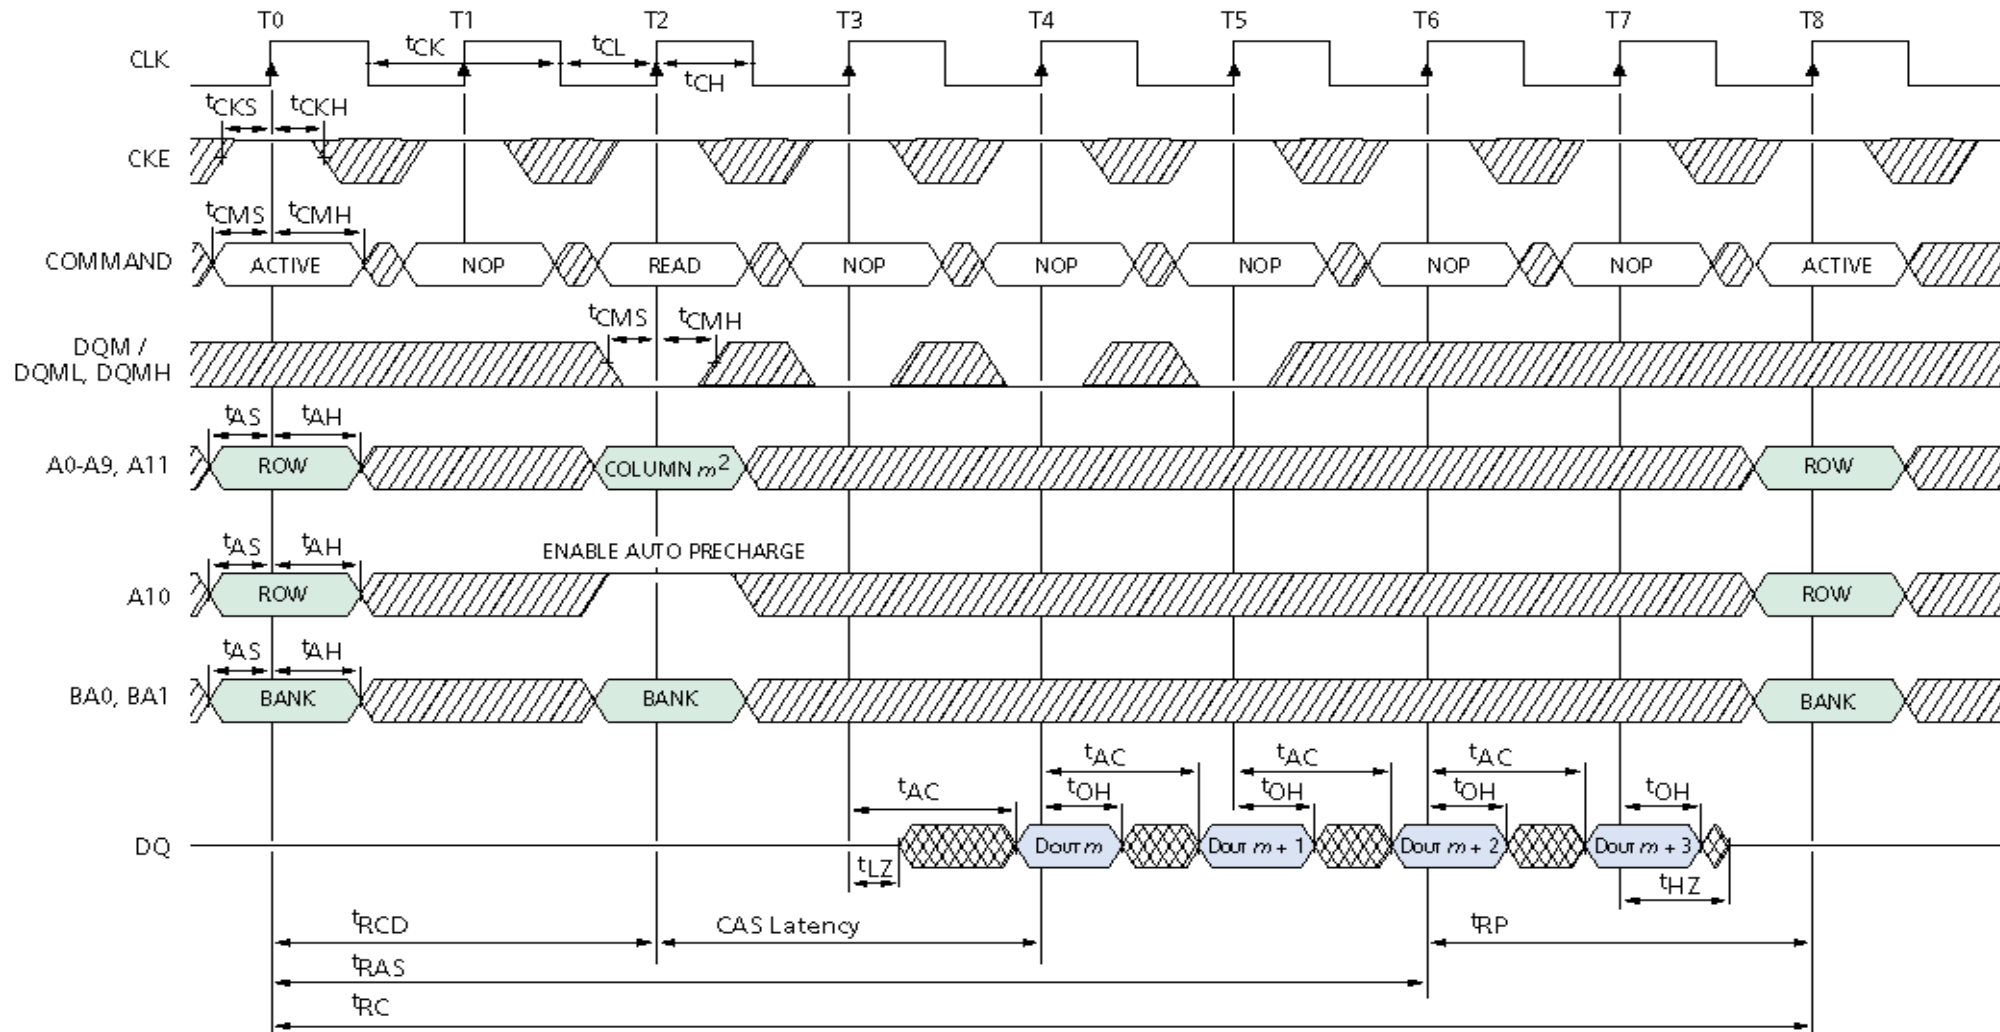 T0 T1 T2 T3 T4 T5 T6 T7 T8
CLK
tCK tCL
tCH
tCKS tCKH
CKE
tCMS tCMH
COMMAND ACTIVE NOP READ NOP NOP NOP NOP NOP ACTIVE
tCMS tCMH
DQM /
DQML, DQMH
tAS tAH
A0-A9, A11 ROW COLUMN m2 ROW
tAS tAH ENABLE AUTO PRECHARGE
A10 ROW ROW
tAS tAH
BA0, BA1 BANK BANK BANK
tAC tAC tAC
tAC tOH tOH tOH tOH
DQ DOUT m DOUT m + 1 DOUT m + 2 DOUT m + 3
tLZ tHZ
tRCD CAS Latency tRP
tRAS
tRC